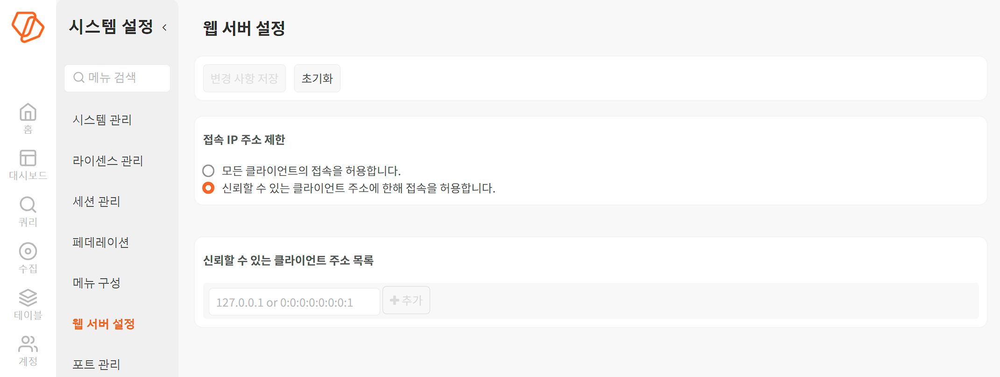 시스템 설정
메뉴 검색
홈
대시보드
쿼리
수집
테이블
계정
시스템 관리
라이센스 관리
세션 관리
페데레이션
메뉴 구성
웹 서버 설정
포트 관리
웹 서버 설정
변경 사항 저장 초기화
접속 IP 주소 제한
모든 클라이언트의 접속을 허용합니다.
신뢰할 수 있는 클라이언트 주소에 한해 접속을 허용합니다.
신뢰할 수 있는 클라이언트 주소 목록
127.0.0.1 or 0:0:0:0:0:0:0:1 추가